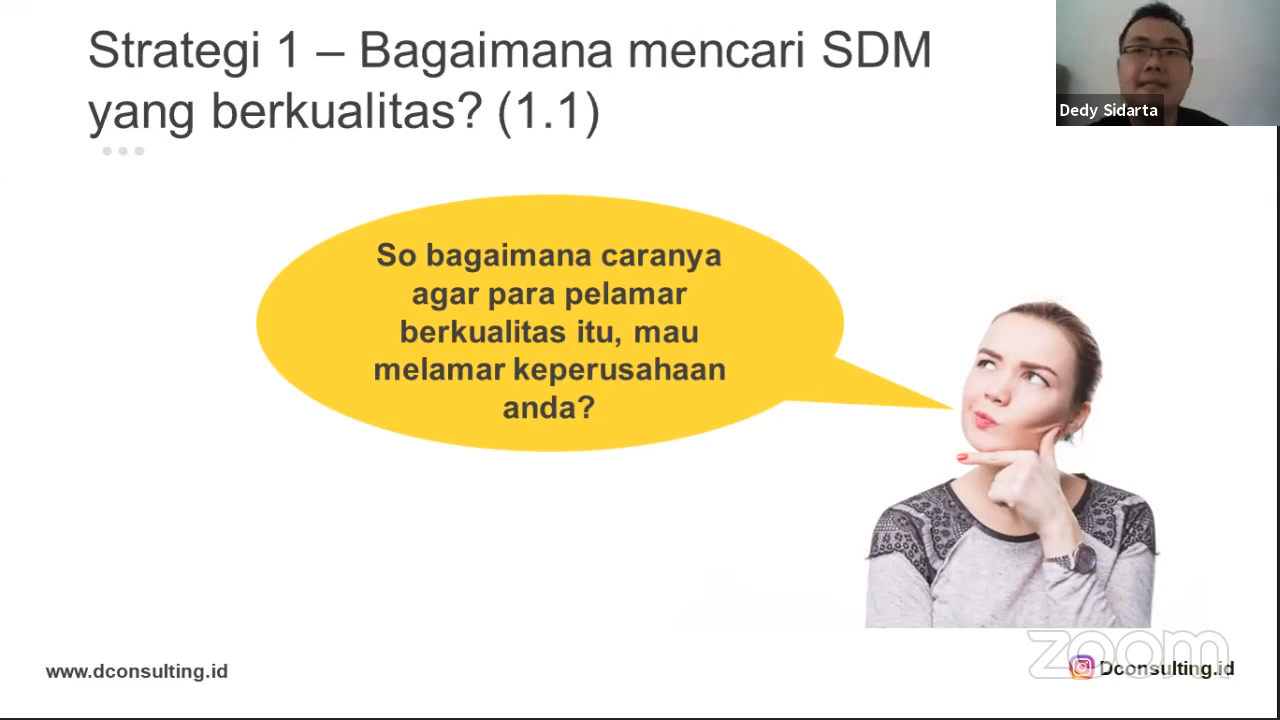 Strategi 1 – Bagaimana mencari SDM
yang berkualitas? (1.1)
Dedy Sidarta
So bagaimana caranya
agar para pelamar
berkualitas itu, mau
melamar keperusahaan
anda?
www.dconsulting.id
zoom
Dconsulting.id